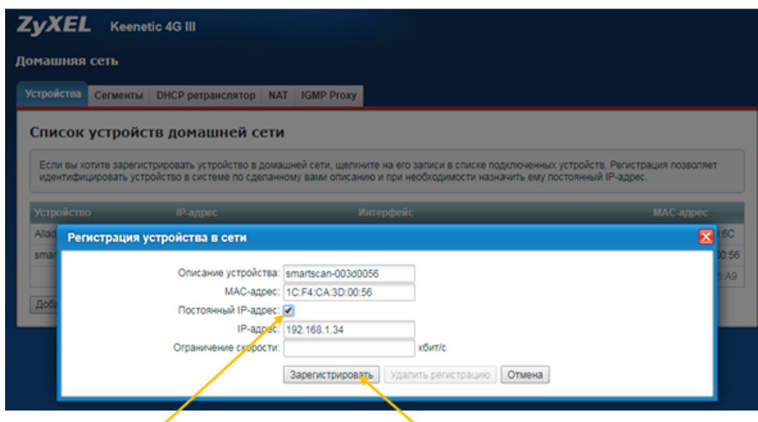 ZyXEL Keenetic 4G III
Домашняя сеть
Устройства Сегменты DHCP ретранслятор NAT IGMP Proxy
Список устройств домашней сети
Если вы хотите зарегистрировать устройство в домашней сети, щелкните на его записи в списке подключенных устройств. Регистрация позволяет
идентифицировать устройство в системе по сделанному вами описанию и при необходимости назначить ему постоянный IP-адрес.
Устройство IP-адрес Интерфейс MAC-адрес
Регистрация устройства в сети
Описание устройства: smartscan-003d0056
MAC-адрес: 1C:F4:CA:3D:00:56
Постоянный IP-адрес:
IP-адрес: 192.168.1.34
Ограничение скорости: кбит/с
Зарегистрировать Удалить регистрацию Отмена